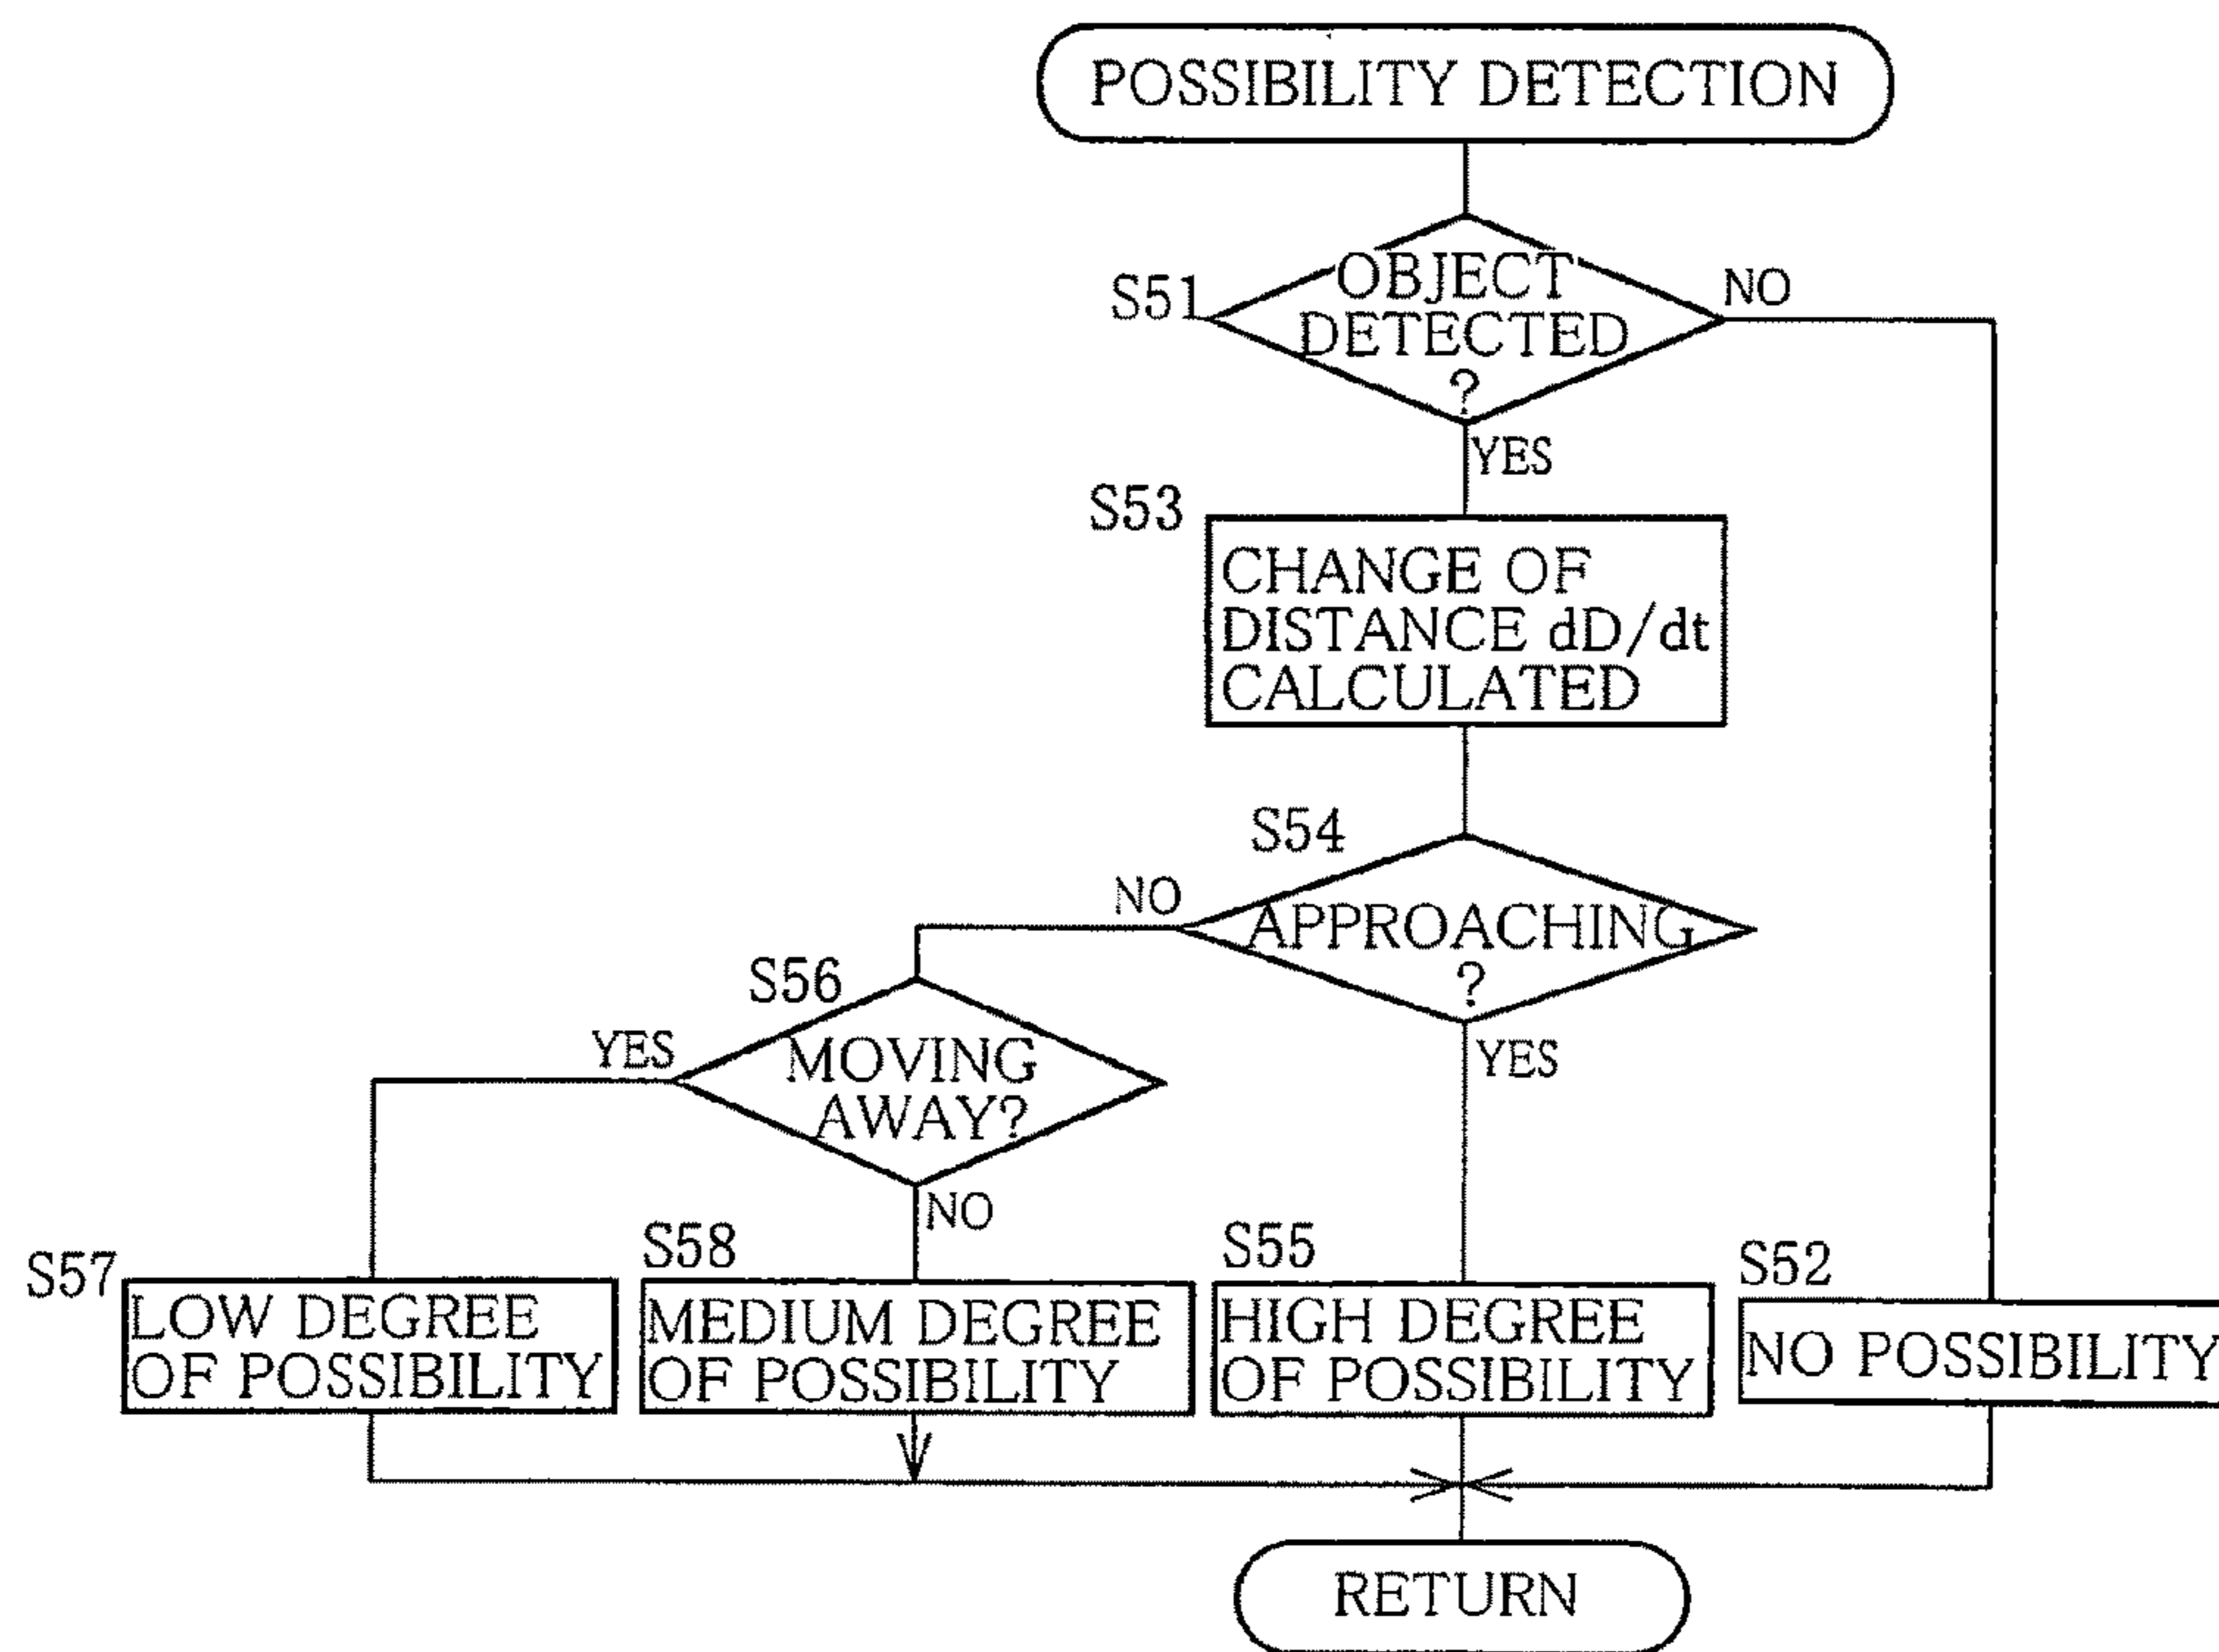 POSSIBILITY DETECTION
S51
OBJECT
DETECTED
?
NO
YES
S53
CHANGE OF
DISTANCE dD/dt
CALCULATED
S54
NO
APPROACHING
?
YES
S56
YES
MOVING
AWAY?
NO
S57
LOW DEGREE
OF POSSIBILITY
S58
MEDIUM DEGREE
OF POSSIBILITY
S55
HIGH DEGREE
OF POSSIBILITY
S52
NO POSSIBILITY
RETURN